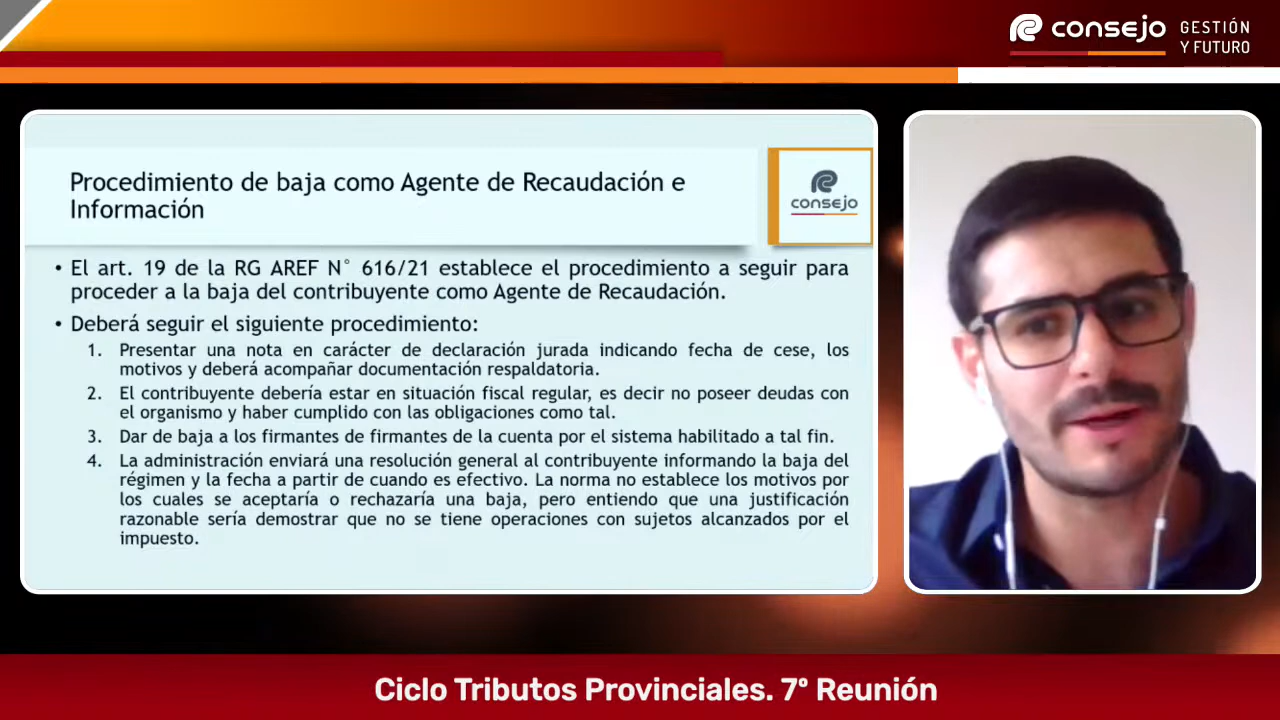 consejo
GESTIÓN
Y FUTURO
Procedimiento de baja como Agente de Recaudación e
Información
consejo
• El art. 19 de la RG AREF N° 616/21 establece el procedimiento a seguir para
proceder a la baja del contribuyente como Agente de Recaudación.
• Deberá seguir el siguiente procedimiento:
1. Presentar una nota en carácter de declaración jurada indicando fecha de cese, los
motivos y deberá acompañar documentación respaldatoria.
2. El contribuyente debería estar en situación fiscal regular, es decir no poseer deudas con
el organismo y haber cumplido con las obligaciones como tal.
3. Dar de baja a los firmantes de firmantes de la cuenta por el sistema habilitado a tal fin.
4. La administración enviará una resolución general al contribuyente informando la baja del
régimen y la fecha a partir de cuando es efectivo. La norma no establece los motivos por
los cuales se aceptaría o rechazaría una baja, pero entiendo que una justificación
razonable sería demostrar que no se tiene operaciones con sujetos alcanzados por el
impuesto.
Ciclo Tributos Provinciales. 7º Reunión